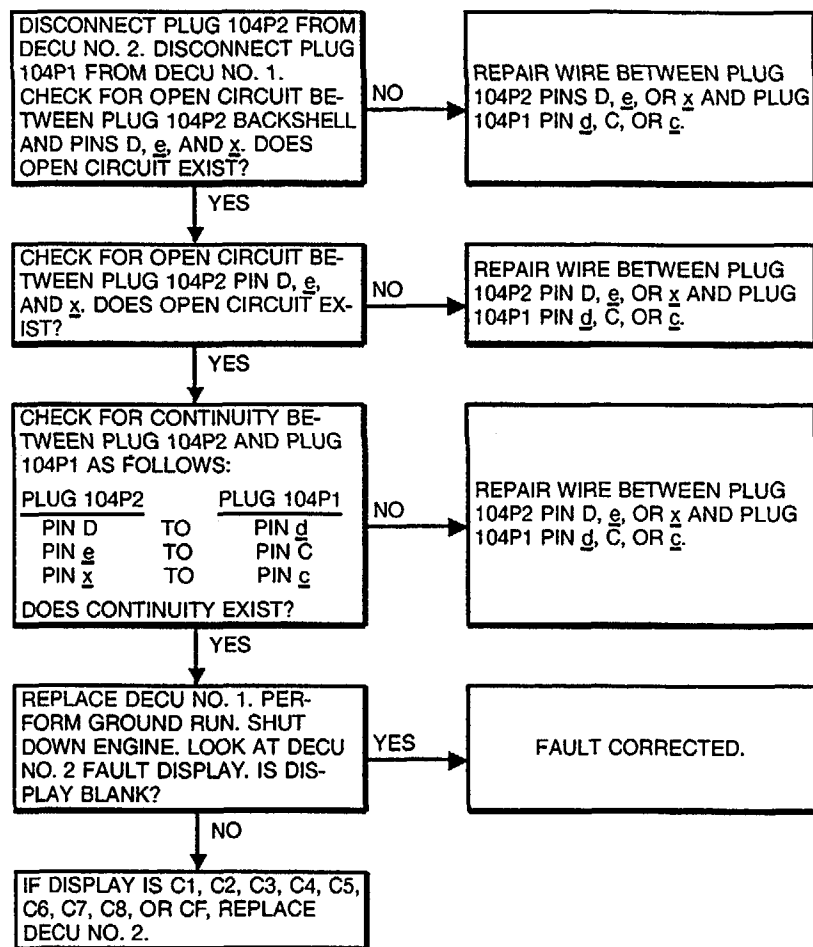 DISCONNECT PLUG 104P2 FROM
DECU NO. 2. DISCONNECT PLUG
104P1 FROM DECU NO. 1.
CHECK FOR OPEN CIRCUIT BE-
TWEEN PLUG 104P2 BACKSHELL
AND PINS D, e, AND x. DOES
OPEN CIRCUIT EXIST?
NO
REPAIR WIRE BETWEEN PLUG
104P2 PINS D, e, OR x AND PLUG
104P1 PIN d, C, OR c.
YES
CHECK FOR OPEN CIRCUIT BE-
TWEEN PLUG 104P2 PIN D, e,
AND x. DOES OPEN CIRCUIT EX-
IST?
NO
REPAIR WIRE BETWEEN PLUG
104P2 PIN D, e, OR x AND PLUG
104P1 PIN d, C, OR c.
YES
CHECK FOR CONTINUITY BE-
TWEEN PLUG 104P2 AND PLUG
104P1 AS FOLLOWS:
PLUG 104P2 PLUG 104P1
PIN D TO PIN d
PIN e TO PIN C
PIN x TO PIN c
DOES CONTINUITY EXIST?
NO
REPAIR WIRE BETWEEN PLUG
104P2 PIN D, e, OR x AND PLUG
104P1 PIN d, C, OR c.
YES
REPLACE DECU NO. 1. PER-
FORM GROUND RUN. SHUT
DOWN ENGINE. LOOK AT DECU
NO. 2 FAULT DISPLAY. IS DIS-
PLAY BLANK?
YES
FAULT CORRECTED.
NO
IF DISPLAY IS C1, C2, C3, C4, C5,
C6, C7, C8, OR CF, REPLACE
DECU NO. 2.